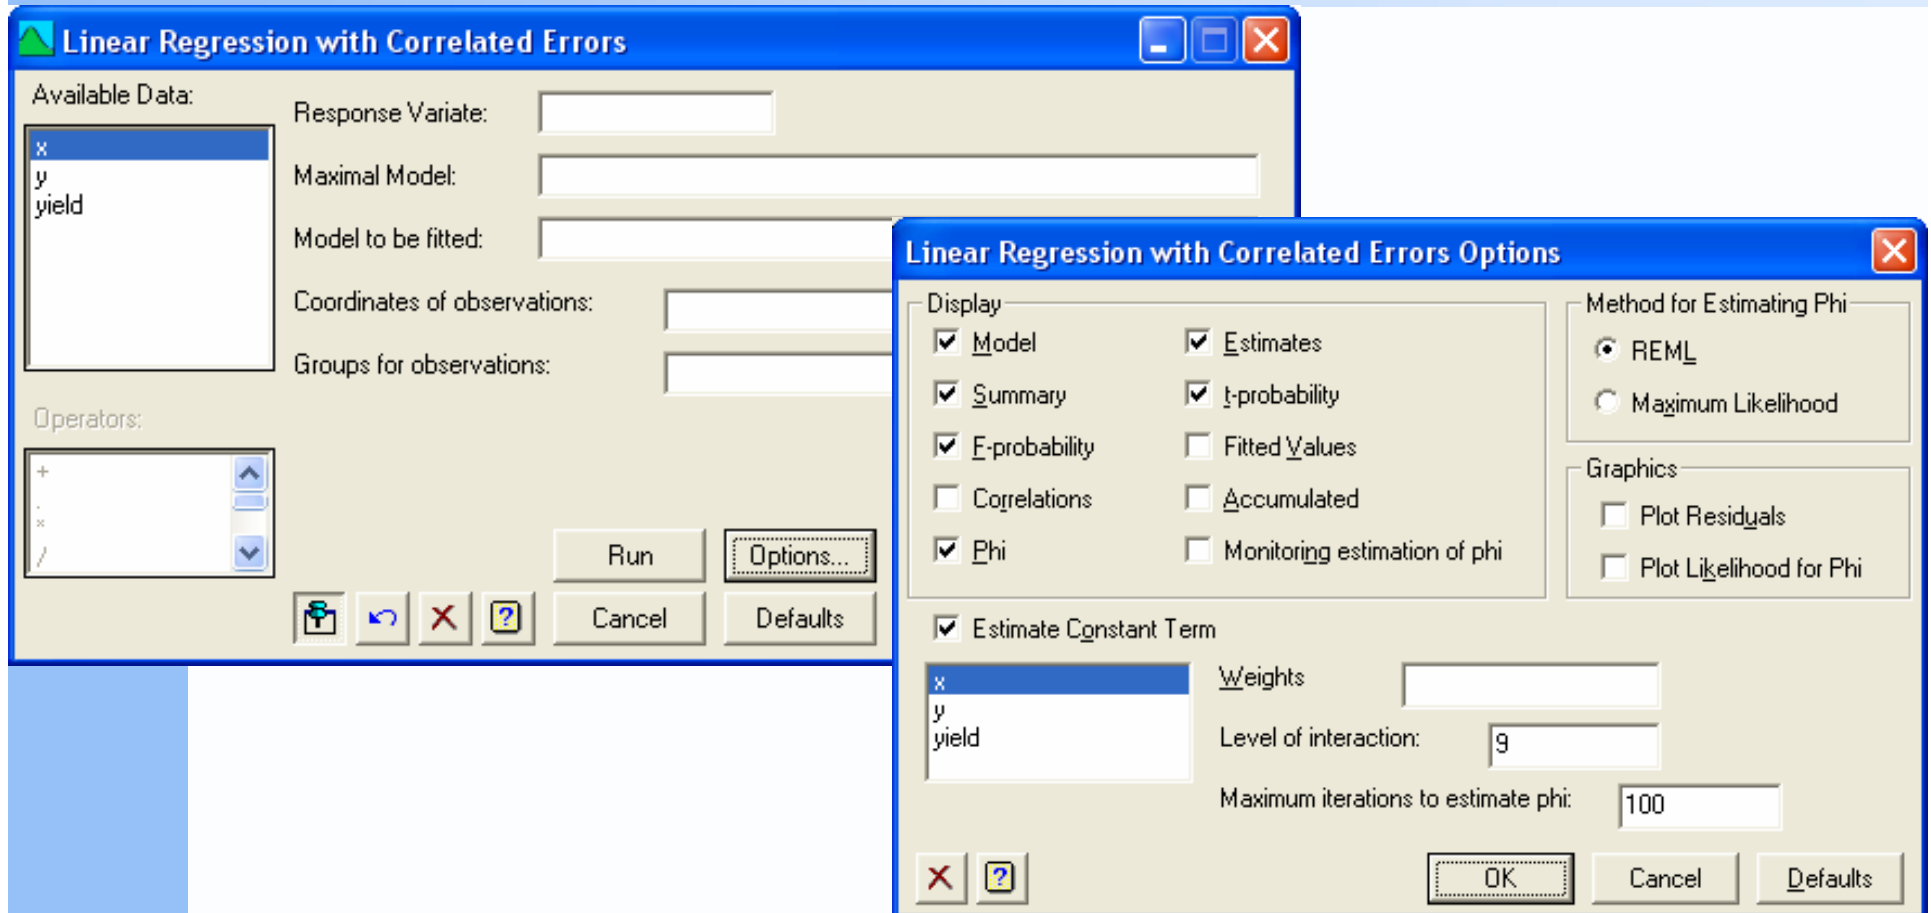 Linear Regression with Correlated Errors
Available Data:
x
y
yield
Response Variate:
Maximal Model:
Model to be fitted:
Coordinates of observations:
Groups for observations:
Operators:
+
.
*
/
Run
Options...
Cancel
Defaults
Linear Regression with Correlated Errors Options
Display
Model
Estimates
Summary
t-probability
F-probability
Fitted Values
Correlations
Accumulated
Phi
Monitoring estimation of phi
Method for Estimating Phi
REML
Maximum Likelihood
Graphics
Plot Residuals
Plot Likelihood for Phi
Estimate Constant Term
x
y
yield
Weights
Level of interaction: 9
Maximum iterations to estimate phi: 100
OK
Cancel
Defaults